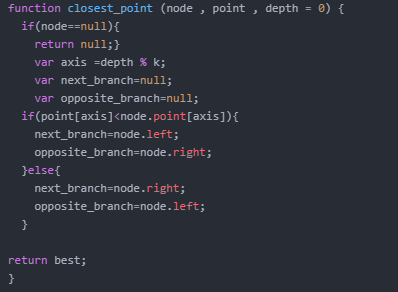 function closest_point (node , point , depth = 0) {
  if(node==null){
    return null;}
    var axis =depth % k;
    var next_branch=null;
    var opposite_branch=null;
  if(point[axis]<node.point[axis]){
    next_branch=node.left;
    opposite_branch=node.right;
  }else{
    next_branch=node.right;
    opposite_branch=node.left;
  }
return best;
}